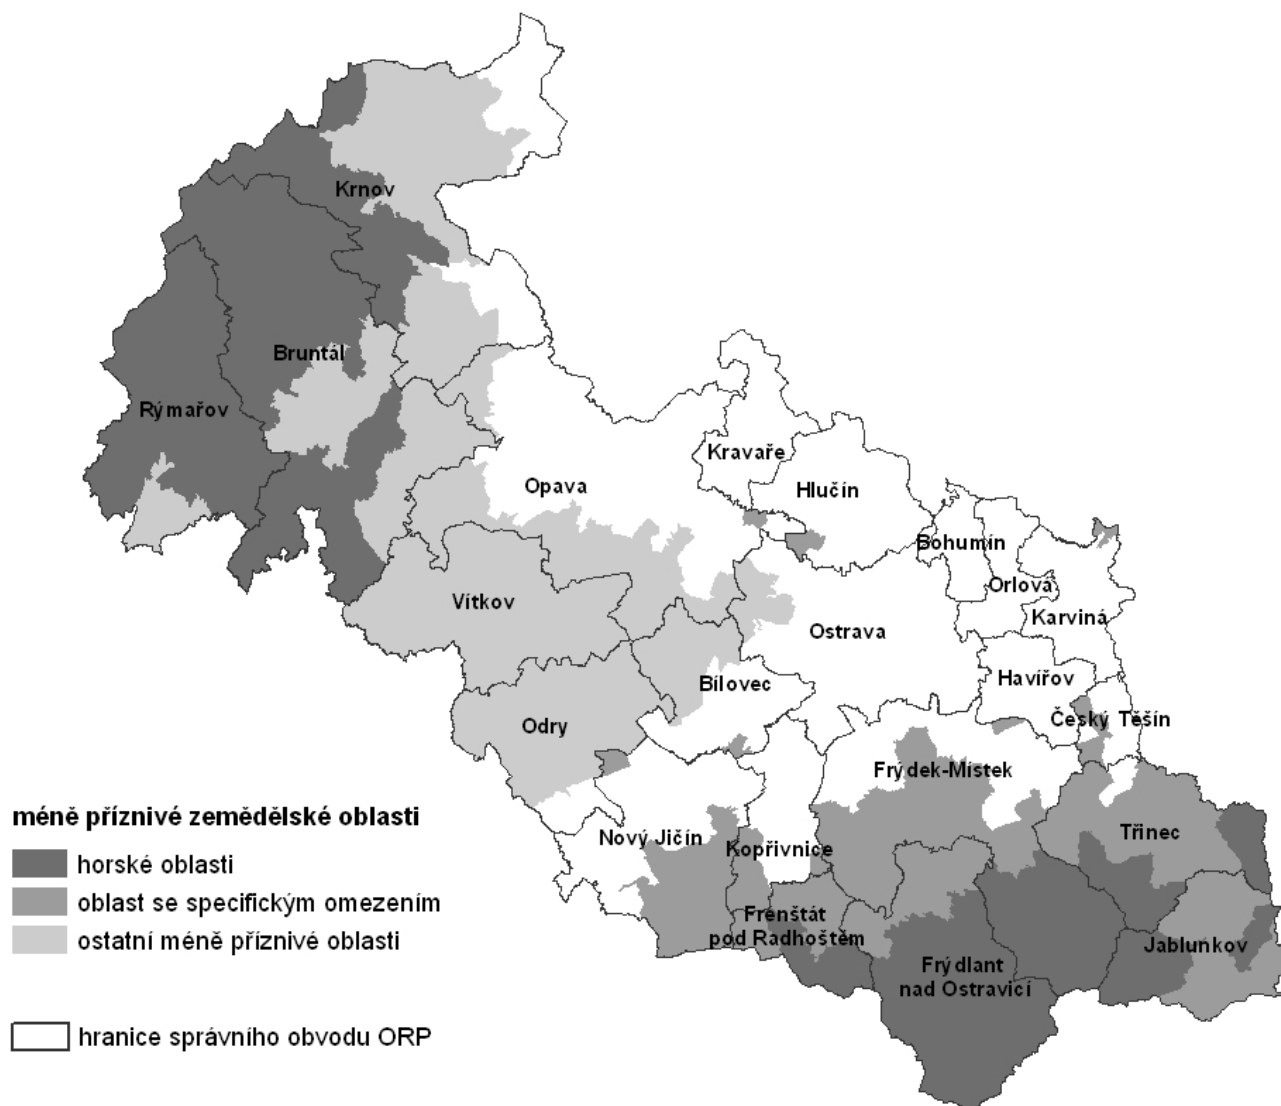 Krnov
Bruntál
Rýmařov
Kravaře
Opava
Hlučín
Bohumín
Orlová
Vítkov
Ostrava
Karviná
Havířov
Bílovec
Odry
Český Těšín
Frýdek-Místek
méně příznivé zemědělské oblasti
Třinec
Nový Jičín
Kopřivnice
horské oblasti
oblast se specifickým omezením
Frenštát
pod Radhoštěm
ostatní méně příznivé oblasti
Jablunkov
Frýdlant
nad Ostravicí
hranice správního obvodu ORP